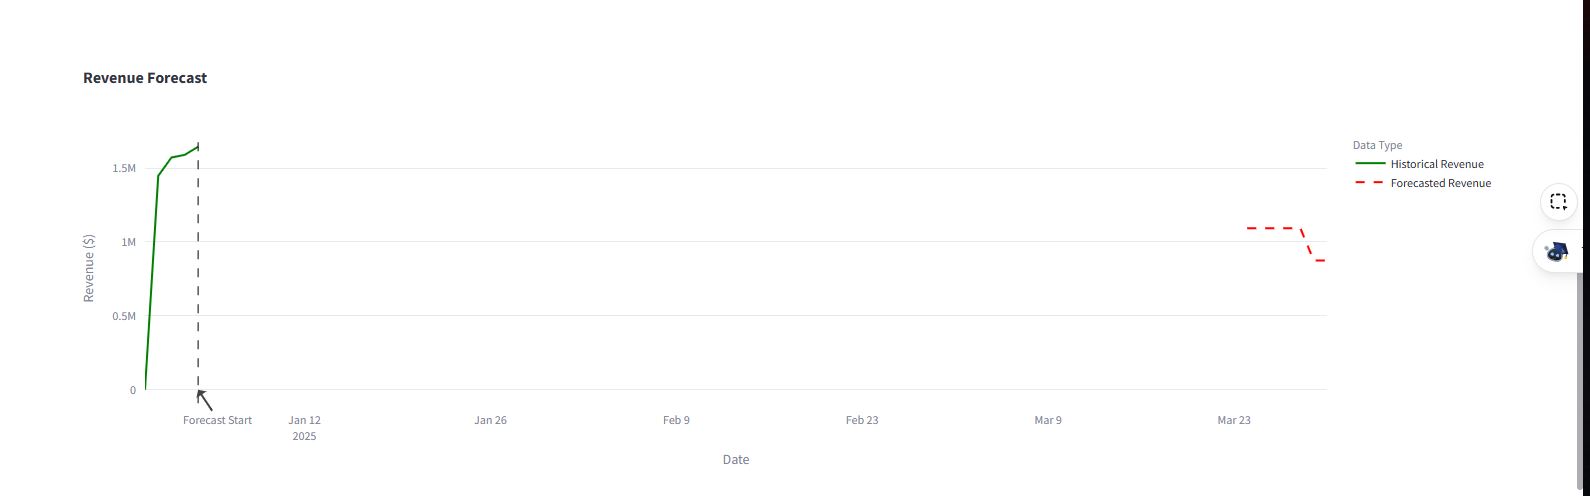 Revenue Forecast
Data Type
Historical Revenue
Forecasted Revenue
1.5M
1M
0.5M
0
Revenue ($)
Forecast Start
Jan 12
2025
Jan 26
Feb 9
Feb 23
Mar 9
Mar 23
Date